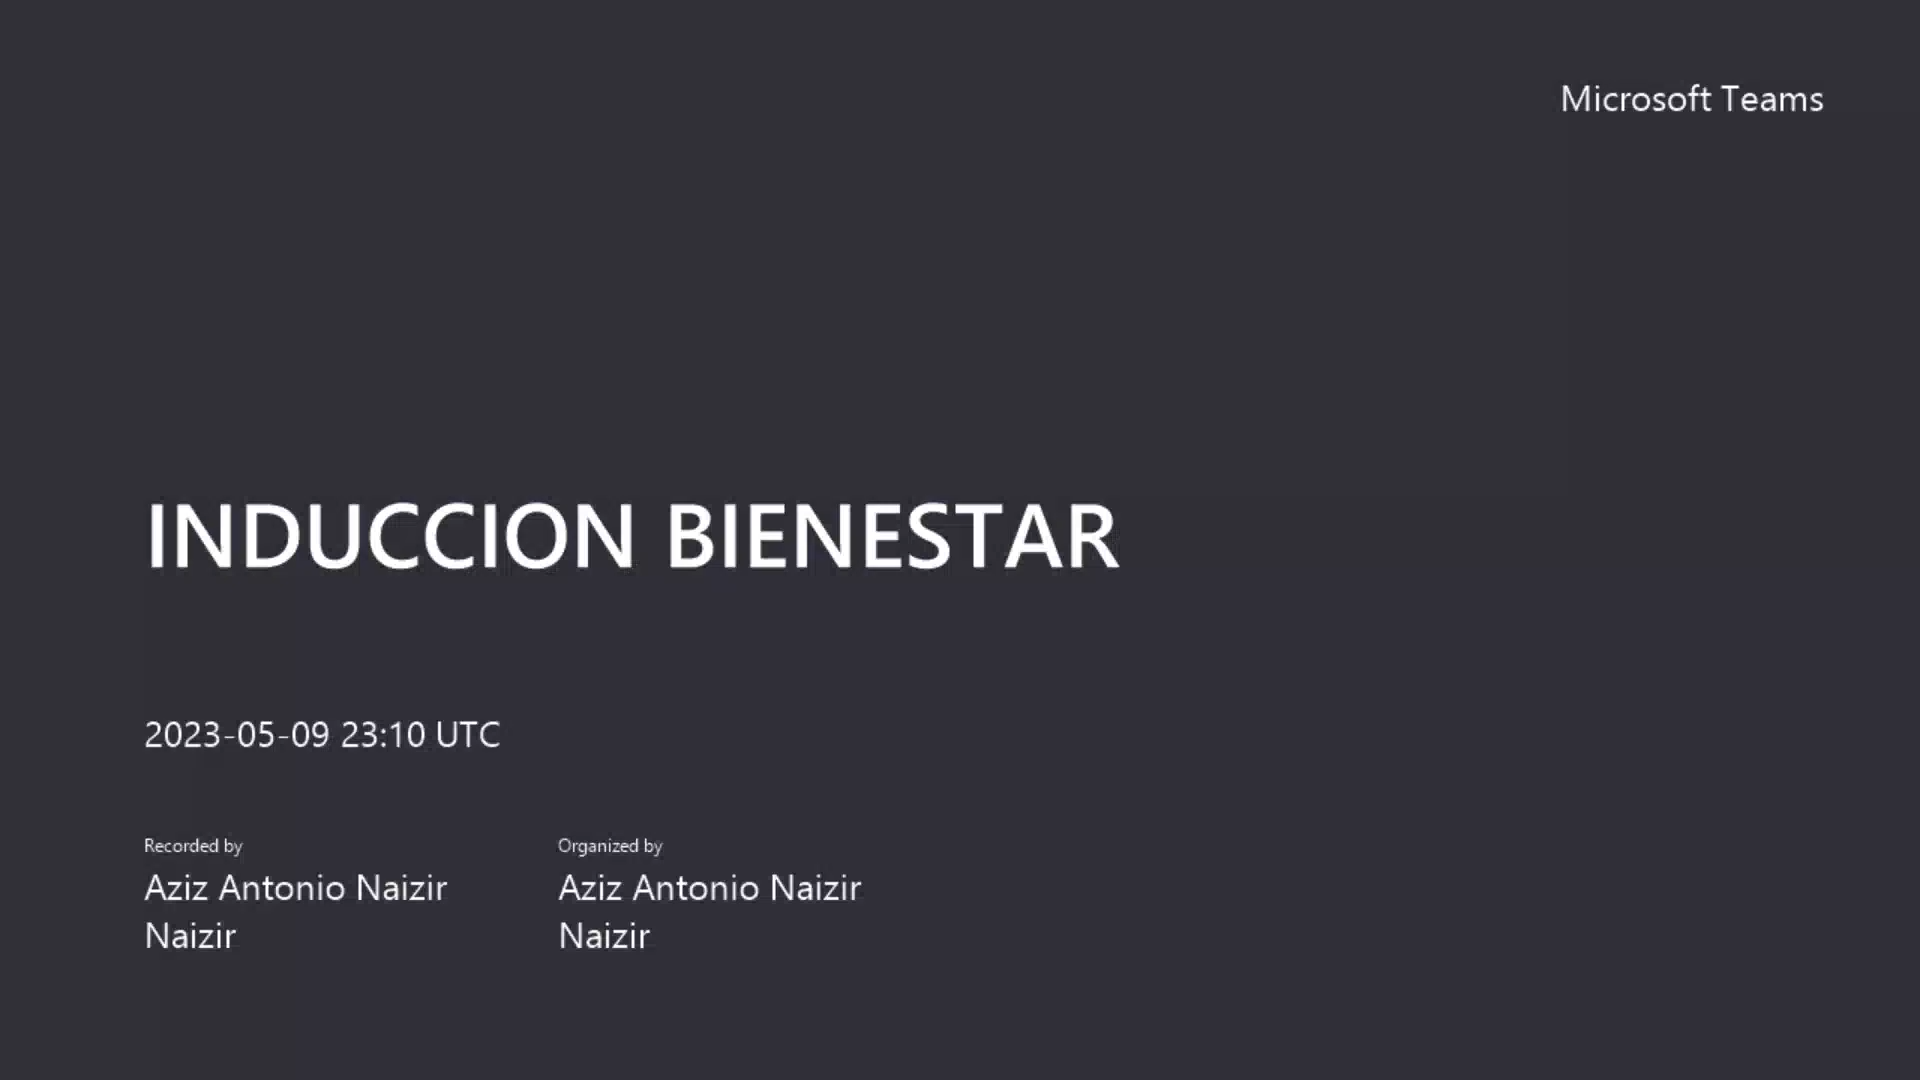 Microsoft Teams
INDUCCION BIENESTAR
2023-05-09 23:10 UTC
Recorded by
Aziz Antonio Naizir
Naizir
Organized by
Aziz Antonio Naizir
Naizir